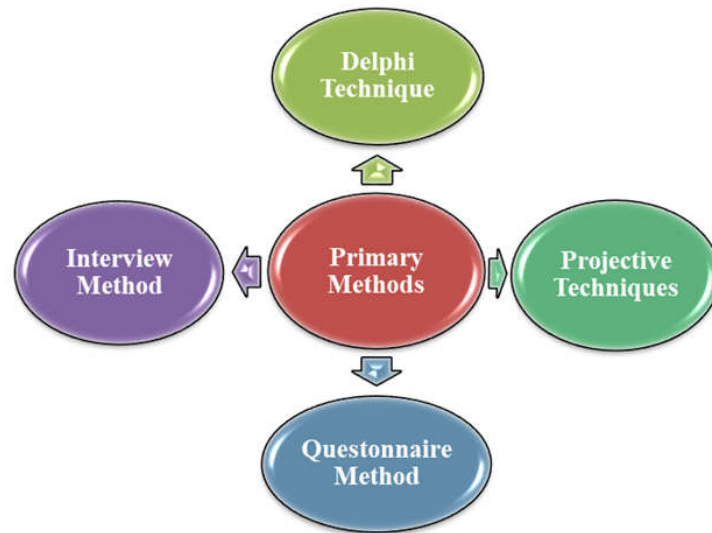 Delphi
Technique
Interview
Method
Primary
Methods
Projective
Techniques
Questonnaire
Method